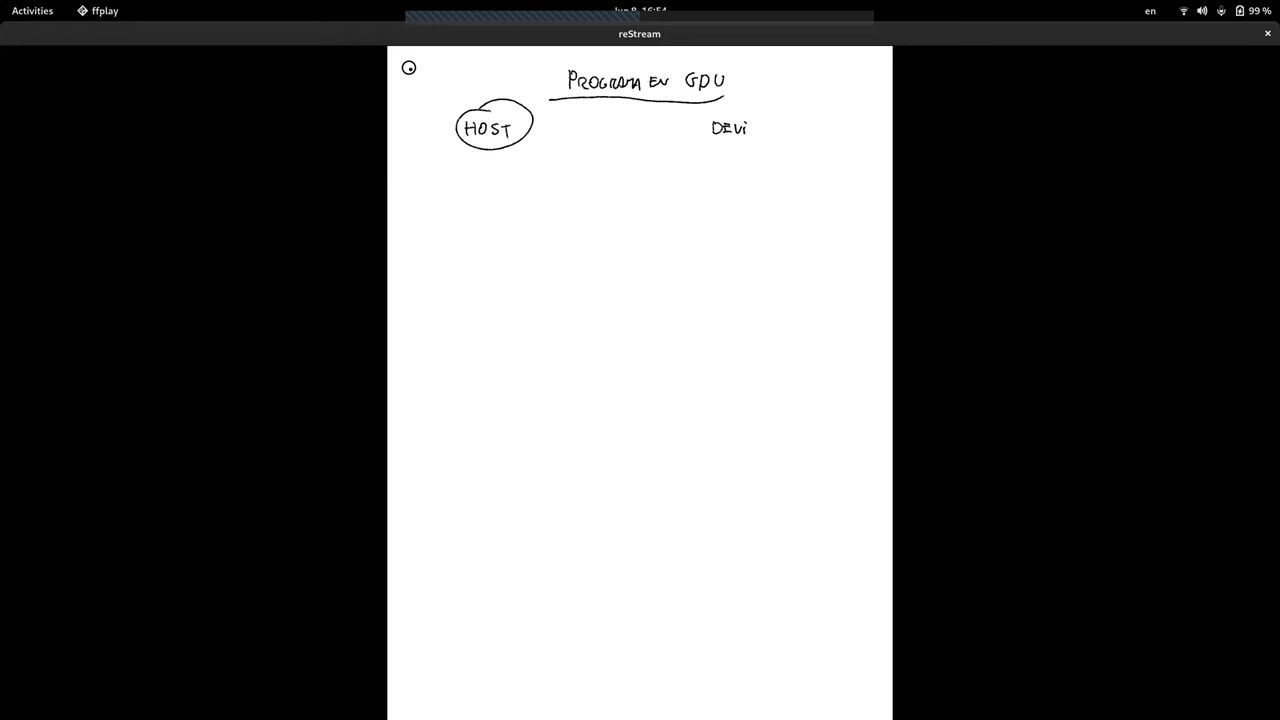 Activities ffplay en 99 %
reStream
PROGRAMA EN GPU
HOST DEVi